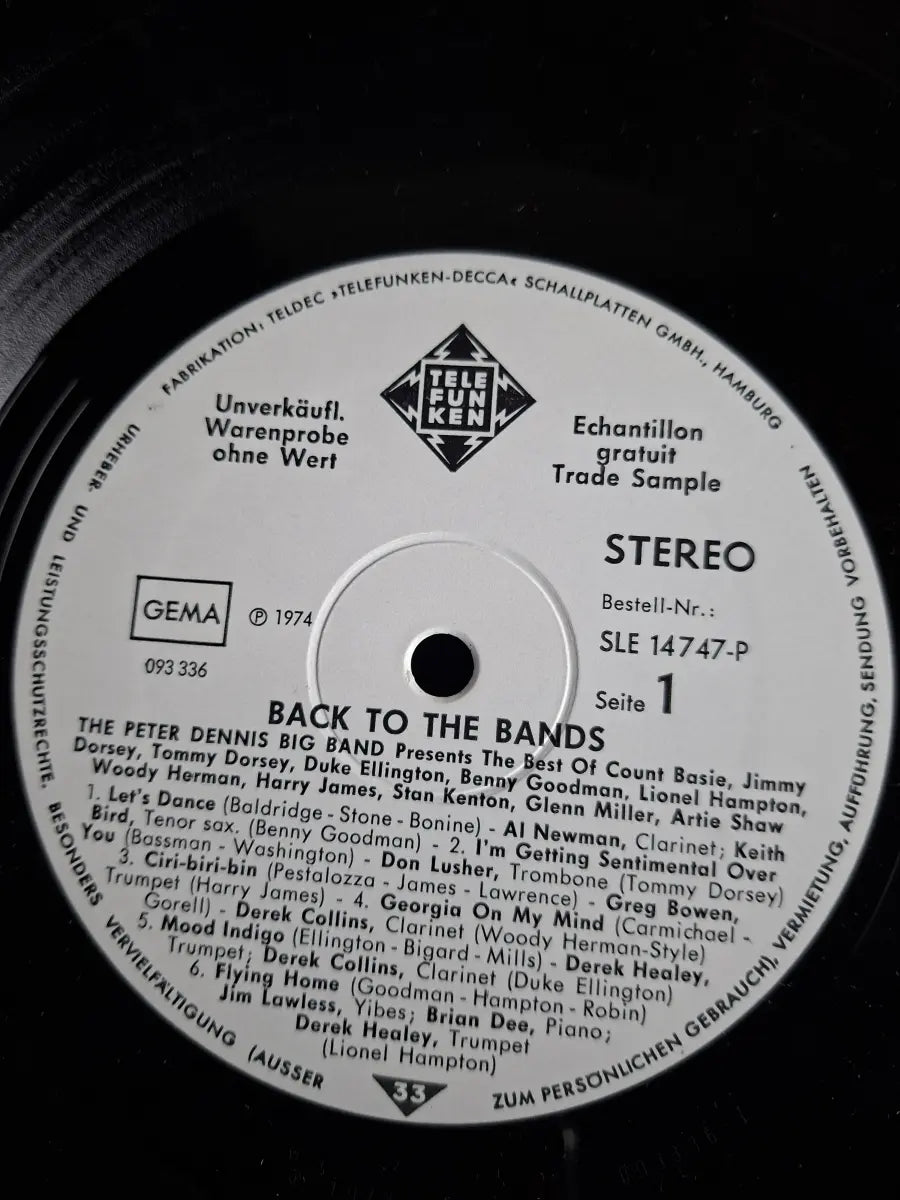 FABRIKATION: TELDEC »TELEFUNKEN-DECCA« SCHALLPLATTEN GMBH., HAMBURG
TELE
FUN
KEN
Unverkäufl.
Warenprobe
ohne Wert
Echantillon
gratuit
Trade Sample
STEREO
Bestell-Nr.:
SLE 14747-P
Seite 1
GEMA
℗ 1974
093 336
BACK TO THE BANDS
THE PETER DENNIS BIG BAND Presents The Best Of Count Basie, Jimmy
Dorsey, Tommy Dorsey, Duke Ellington, Benny Goodman, Lionel Hampton,
Woody Herman, Harry James, Stan Kenton, Glenn Miller, Artie Shaw
1. Let's Dance (Baldridge - Stone - Bonine) - Al Newman, Clarinet; Keith
Bird, Tenor sax. (Benny Goodman) - 2. I'm Getting Sentimental Over
You (Bassman - Washington) - Don Lusher, Trombone (Tommy Dorsey)
3. Ciri-biri-bin (Pestalozza - James - Lawrence) - Greg Bowen,
Trumpet (Harry James) - 4. Georgia On My Mind (Carmichael -
Gorell) - Derek Collins, Clarinet (Woody Herman-Style)
5. Mood Indigo (Ellington - Bigard - Mills) - Derek Healey,
Trumpet; Derek Collins, Clarinet (Duke Ellington)
6. Flying Home (Goodman - Hampton - Robin)
Jim Lawless, Yibes; Brian Dee, Piano;
Derek Healey, Trumpet
(Lionel Hampton)
33
URHEBER- UND LEISTUNGSSCHUTZRECHTE, BESONDERS VERVIELFÄLTIGUNG (AUSSER
ZUM PERSÖNLICHEN GEBRAUCH), VERMIETUNG, AUFFÜHRUNG, SENDUNG VORBEHALTEN